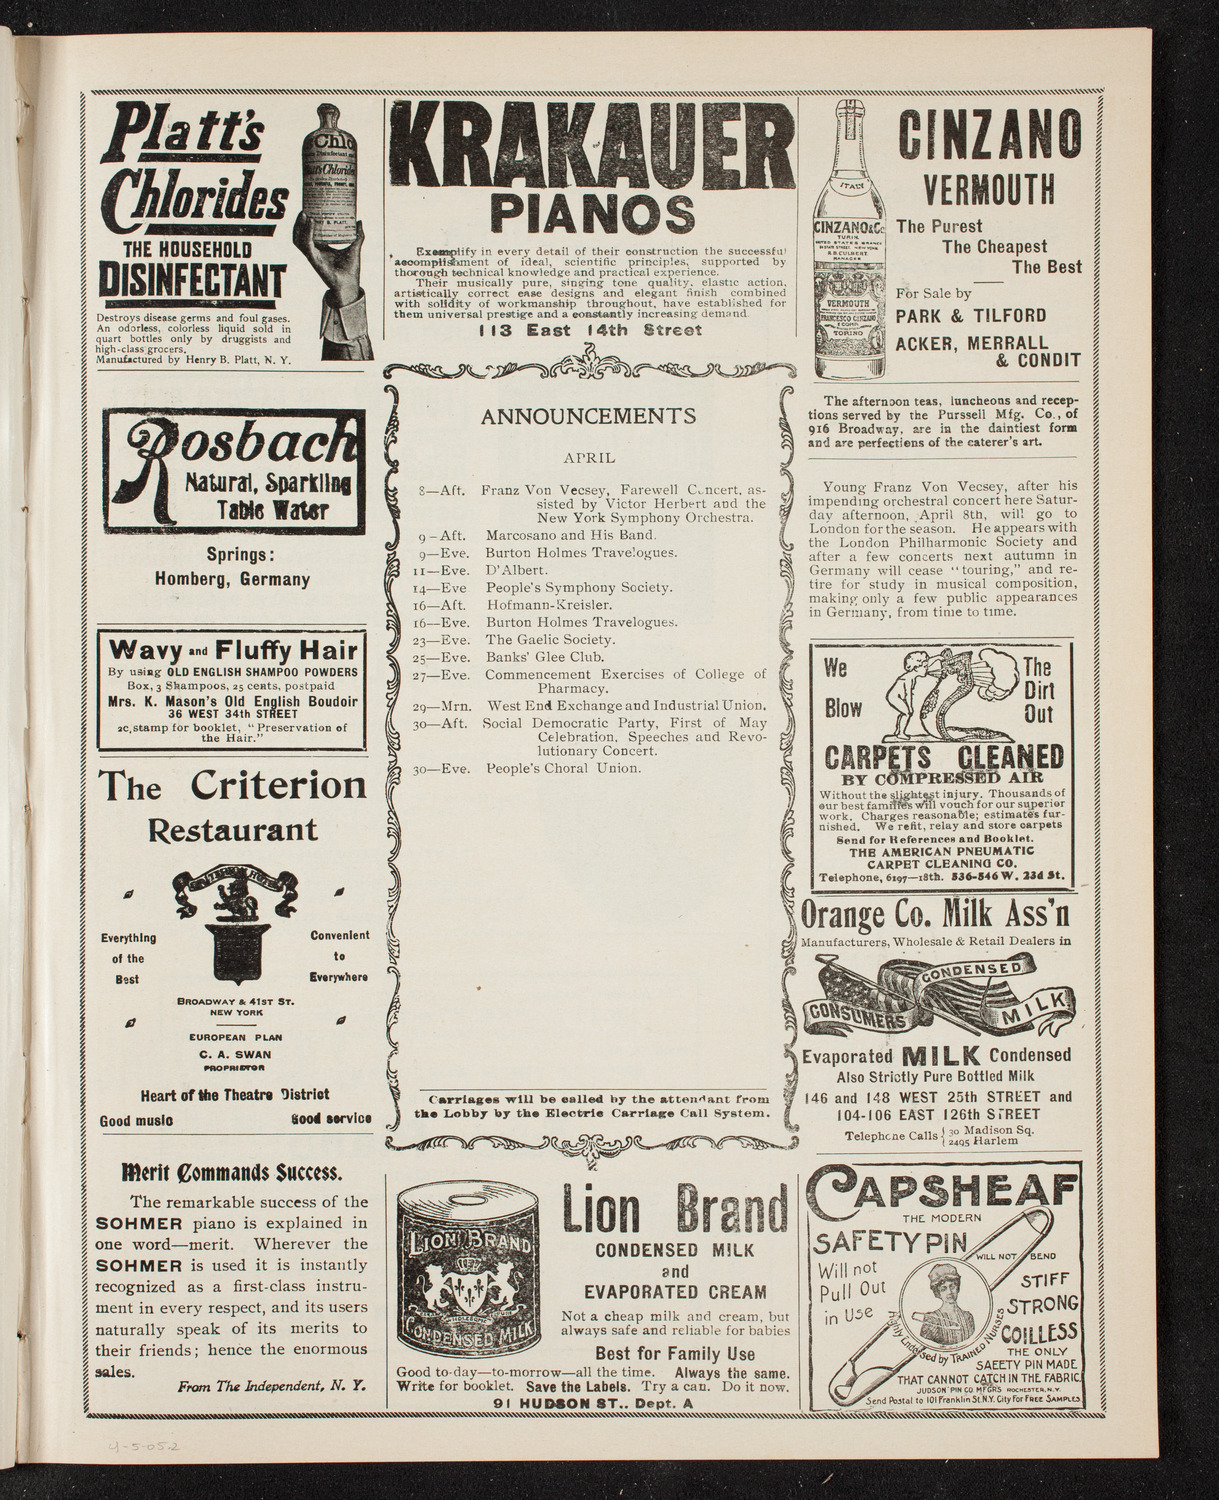 Platt's
Chlorides
THE HOUSEHOLD
DISINFECTANT
Destroys disease germs and foul gases.
An odorless, colorless liquid sold in
quart bottles only by druggists and
high-class grocers.
Manufactured by Henry B. Platt, N. Y.
Rosbach
Natural, Sparkling
Table Water
Springs:
Homberg, Germany
Wavy and Fluffy Hair
By using OLD ENGLISH SHAMPOO POWDERS
Box, 3 Shampoos, 25 cents, postpaid
Mrs. K. Mason's Old English Boudoir
36 WEST 34th STREET
2c. stamp for booklet, "Preservation of
the Hair."
The Criterion
Restaurant
CRITERION HOTEL
Everything
of the
Best
Convenient
to
Everywhere
BROADWAY & 41ST ST.
NEW YORK
EUROPEAN PLAN
C. A. SWAN
PROPRIETOR
Heart of the Theatre District
Good music Good service
Merit Commands Success.
The remarkable success of the
SOHMER piano is explained in
one word—merit. Wherever the
SOHMER is used it is instantly
recognized as a first-class instru-
ment in every respect, and its users
naturally speak of its merits to
their friends; hence the enormous
sales.
From The Independent, N. Y.
KRAKAUER
PIANOS
Exemplify in every detail of their construction the successful
accomplishment of ideal, scientific principles, supported by
thorough technical knowledge and practical experience.
Their musically pure, singing tone quality, elastic action,
artistically correct case designs and elegant finish combined
with solidity of workmanship throughout, have established for
them universal prestige and a constantly increasing demand.
113 East 14th Street
ANNOUNCEMENTS
APRIL
8—Aft. Franz Von Vecsey, Farewell Concert, as-
sisted by Victor Herbert and the
New York Symphony Orchestra.
9—Aft. Marcosano and His Band.
9—Eve. Burton Holmes Travelogues.
11—Eve. D'Albert.
14—Eve People's Symphony Society.
16—Aft. Hofmann-Kreisler.
16—Eve. Burton Holmes Travelogues.
23—Eve. The Gaelic Society.
25—Eve. Banks' Glee Club.
27—Eve. Commencement Exercises of College of
Pharmacy.
29—Mrn. West End Exchange and Industrial Union.
30—Aft. Social Democratic Party, First of May
Celebration, Speeches and Revo-
lutionary Concert.
30—Eve. People's Choral Union.
Carriages will be called by the attendant from
the Lobby by the Electric Carriage Call System.
LION BRAND
CONDENSED MILK
Lion Brand
CONDENSED MILK
and
EVAPORATED CREAM
Not a cheap milk and cream, but
always safe and reliable for babies
Best for Family Use
Good to-day—to-morrow—all the time. Always the same.
Write for booklet. Save the Labels. Try a can. Do it now.
91 HUDSON ST.. Dept. A
ITALY
CINZANO & Co
TURIN
UNITED STATES BRANCH
A.B. CULBERT
MANAGER
VERMOUTH
FRANCESCO CINZANO
TORINO
CINZANO
VERMOUTH
The Purest
The Cheapest
The Best
For Sale by
PARK & TILFORD
ACKER, MERRALL
& CONDIT
The afternoon teas, luncheons and recep-
tions served by the Purssell Mfg. Co., of
916 Broadway, are in the daintiest form
and are perfections of the caterer's art.
Young Franz Von Vecsey, after his
impending orchestral concert here Satur-
day afternoon, April 8th, will go to
London for the season. He appears with
the London Philharmonic Society and
after a few concerts next autumn in
Germany will cease "touring," and re-
tire for study in musical composition,
making only a few public appearances
in Germany, from time to time.
We
Blow
The
Dirt
Out
CARPETS CLEANED
BY COMPRESSED AIR
Without the slightest injury. Thousands of
our best families will vouch for our superior
work. Charges reasonable; estimates fur-
nished. We refit, relay and store carpets
Send for References and Booklet.
THE AMERICAN PNEUMATIC
CARPET CLEANING CO.
Telephone, 6197—18th. 536-546 W. 23d St.
Orange Co. Milk Ass'n
Manufacturers, Wholesale & Retail Dealers in
CONSUMERS
CONDENSED
MILK
Evaporated MILK Condensed
Also Strictly Pure Bottled Milk
146 and 148 WEST 25th STREET and
104-106 EAST 126th STREET
Telephone Calls { 30 Madison Sq.
2495 Harlem
CAPSHEAF
THE MODERN
SAFETY PIN
WILL NOT BEND
Will not
Pull Out
in Use
STIFF
STRONG
COILLESS
Highly Endorsed by TRAINED NURSES
THE ONLY
SAFETY PIN MADE
THAT CANNOT CATCH IN THE FABRIC
JUDSON PIN CO MFGRS ROCHESTER, N.Y.
Send Postal to 101 Franklin St. N.Y. City For FREE SAMPLES
4-5-05.2